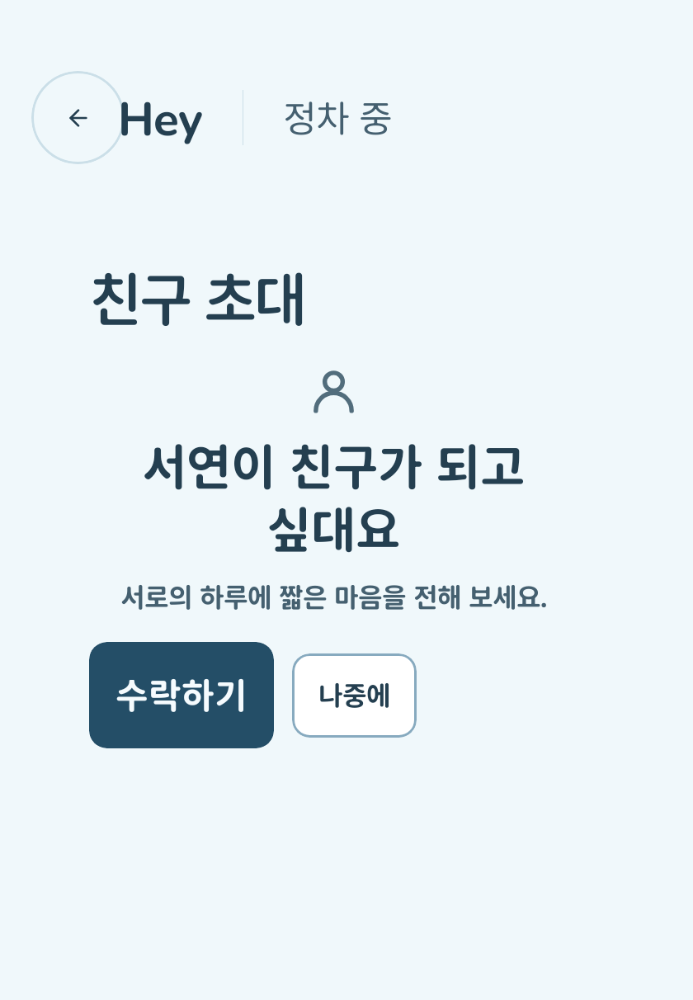 Hey 정차 중
친구 초대
서연이 친구가 되고
싶대요
서로의 하루에 짧은 마음을 전해 보세요.
수락하기 나중에